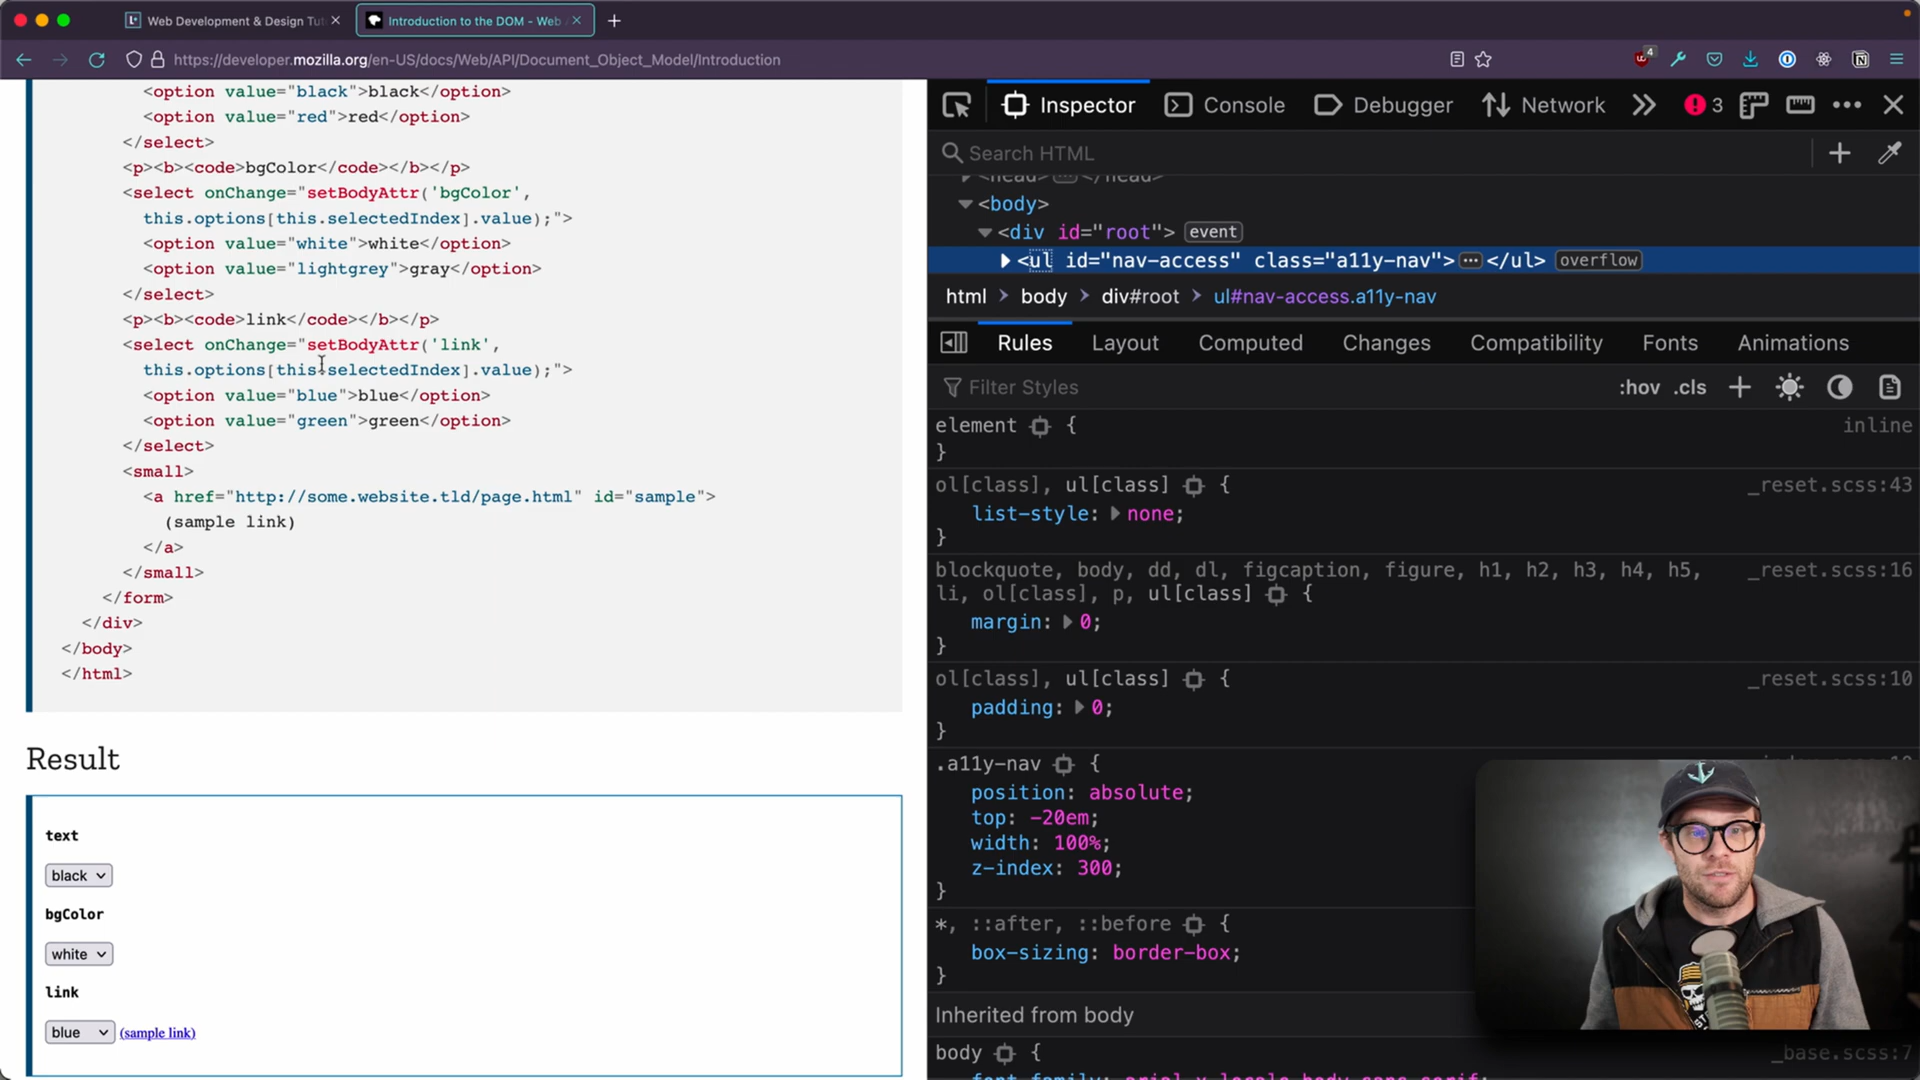 Web Development & Design Tut
Introduction to the DOM - Web
https://developer.mozilla.org/en-US/docs/Web/API/Document_Object_Model/Introduction
4
<option value="black">black</option>
<option value="red">red</option>
</select>
<p><b><code>bgColor</code></b></p>
<select onChange="setBodyAttr('bgColor',
this.options[this.selectedIndex].value);">
<option value="white">white</option>
<option value="lightgrey">gray</option>
</select>
<p><b><code>link</code></b></p>
<select onChange="setBodyAttr('link',
this.options[this.selectedIndex].value);">
<option value="blue">blue</option>
<option value="green">green</option>
</select>
<small>
<a href="http://some.website.tld/page.html" id="sample">
(sample link)
</a>
</small>
</form>
</div>
</body>
</html>
Result
text
black
bgColor
white
link
blue (sample link)
Inspector Console Debugger Network 3
Search HTML
<head> </head>
<body>
<div id="root"> event
<ul id="nav-access" class="a11y-nav"> </ul> overflow
html body div#root ul#nav-access.a11y-nav
Rules Layout Computed Changes Compatibility Fonts Animations
Filter Styles :hov .cls
element { inline
}
ol[class], ul[class] { _reset.scss:43
list-style: none;
}
blockquote, body, dd, dl, figcaption, figure, h1, h2, h3, h4, h5, _reset.scss:16
li, ol[class], p, ul[class] {
margin: 0;
}
ol[class], ul[class] { _reset.scss:10
padding: 0;
}
.a11y-nav {
position: absolute;
top: -20em;
width: 100%;
z-index: 300;
}
*, ::after, ::before {
box-sizing: border-box;
}
Inherited from body
body { _base.scss:7